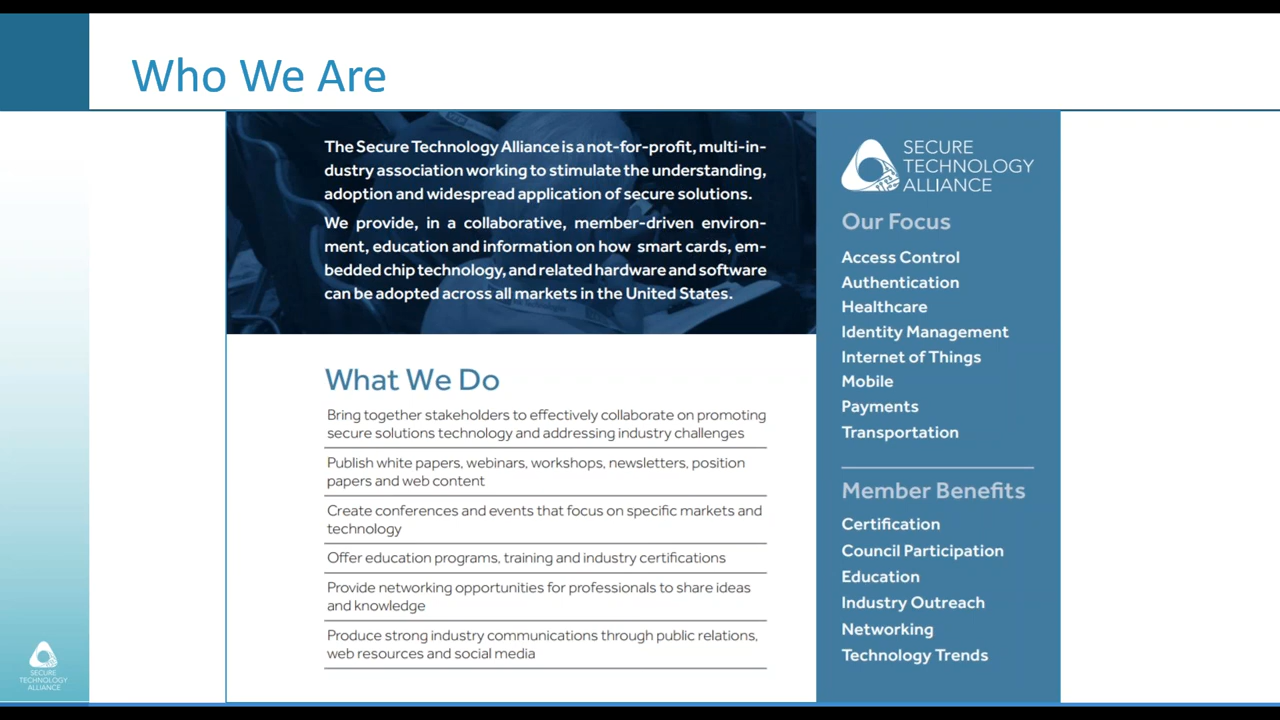 Who We Are
The Secure Technology Alliance is a not-for-profit, multi-in-
dustry association working to stimulate the understanding,
adoption and widespread application of secure solutions.
We provide, in a collaborative, member-driven environ-
ment, education and information on how smart cards, em-
bedded chip technology, and related hardware and software
can be adopted across all markets in the United States.
What We Do
Bring together stakeholders to effectively collaborate on promoting
secure solutions technology and addressing industry challenges
Publish white papers, webinars, workshops, newsletters, position
papers and web content
Create conferences and events that focus on specific markets and
technology
Offer education programs, training and industry certifications
Provide networking opportunities for professionals to share ideas
and knowledge
Produce strong industry communications through public relations,
web resources and social media
SECURE
TECHNOLOGY
ALLIANCE
Our Focus
Access Control
Authentication
Healthcare
Identity Management
Internet of Things
Mobile
Payments
Transportation
Member Benefits
Certification
Council Participation
Education
Industry Outreach
Networking
Technology Trends
SECURE
TECHNOLOGY
ALLIANCE